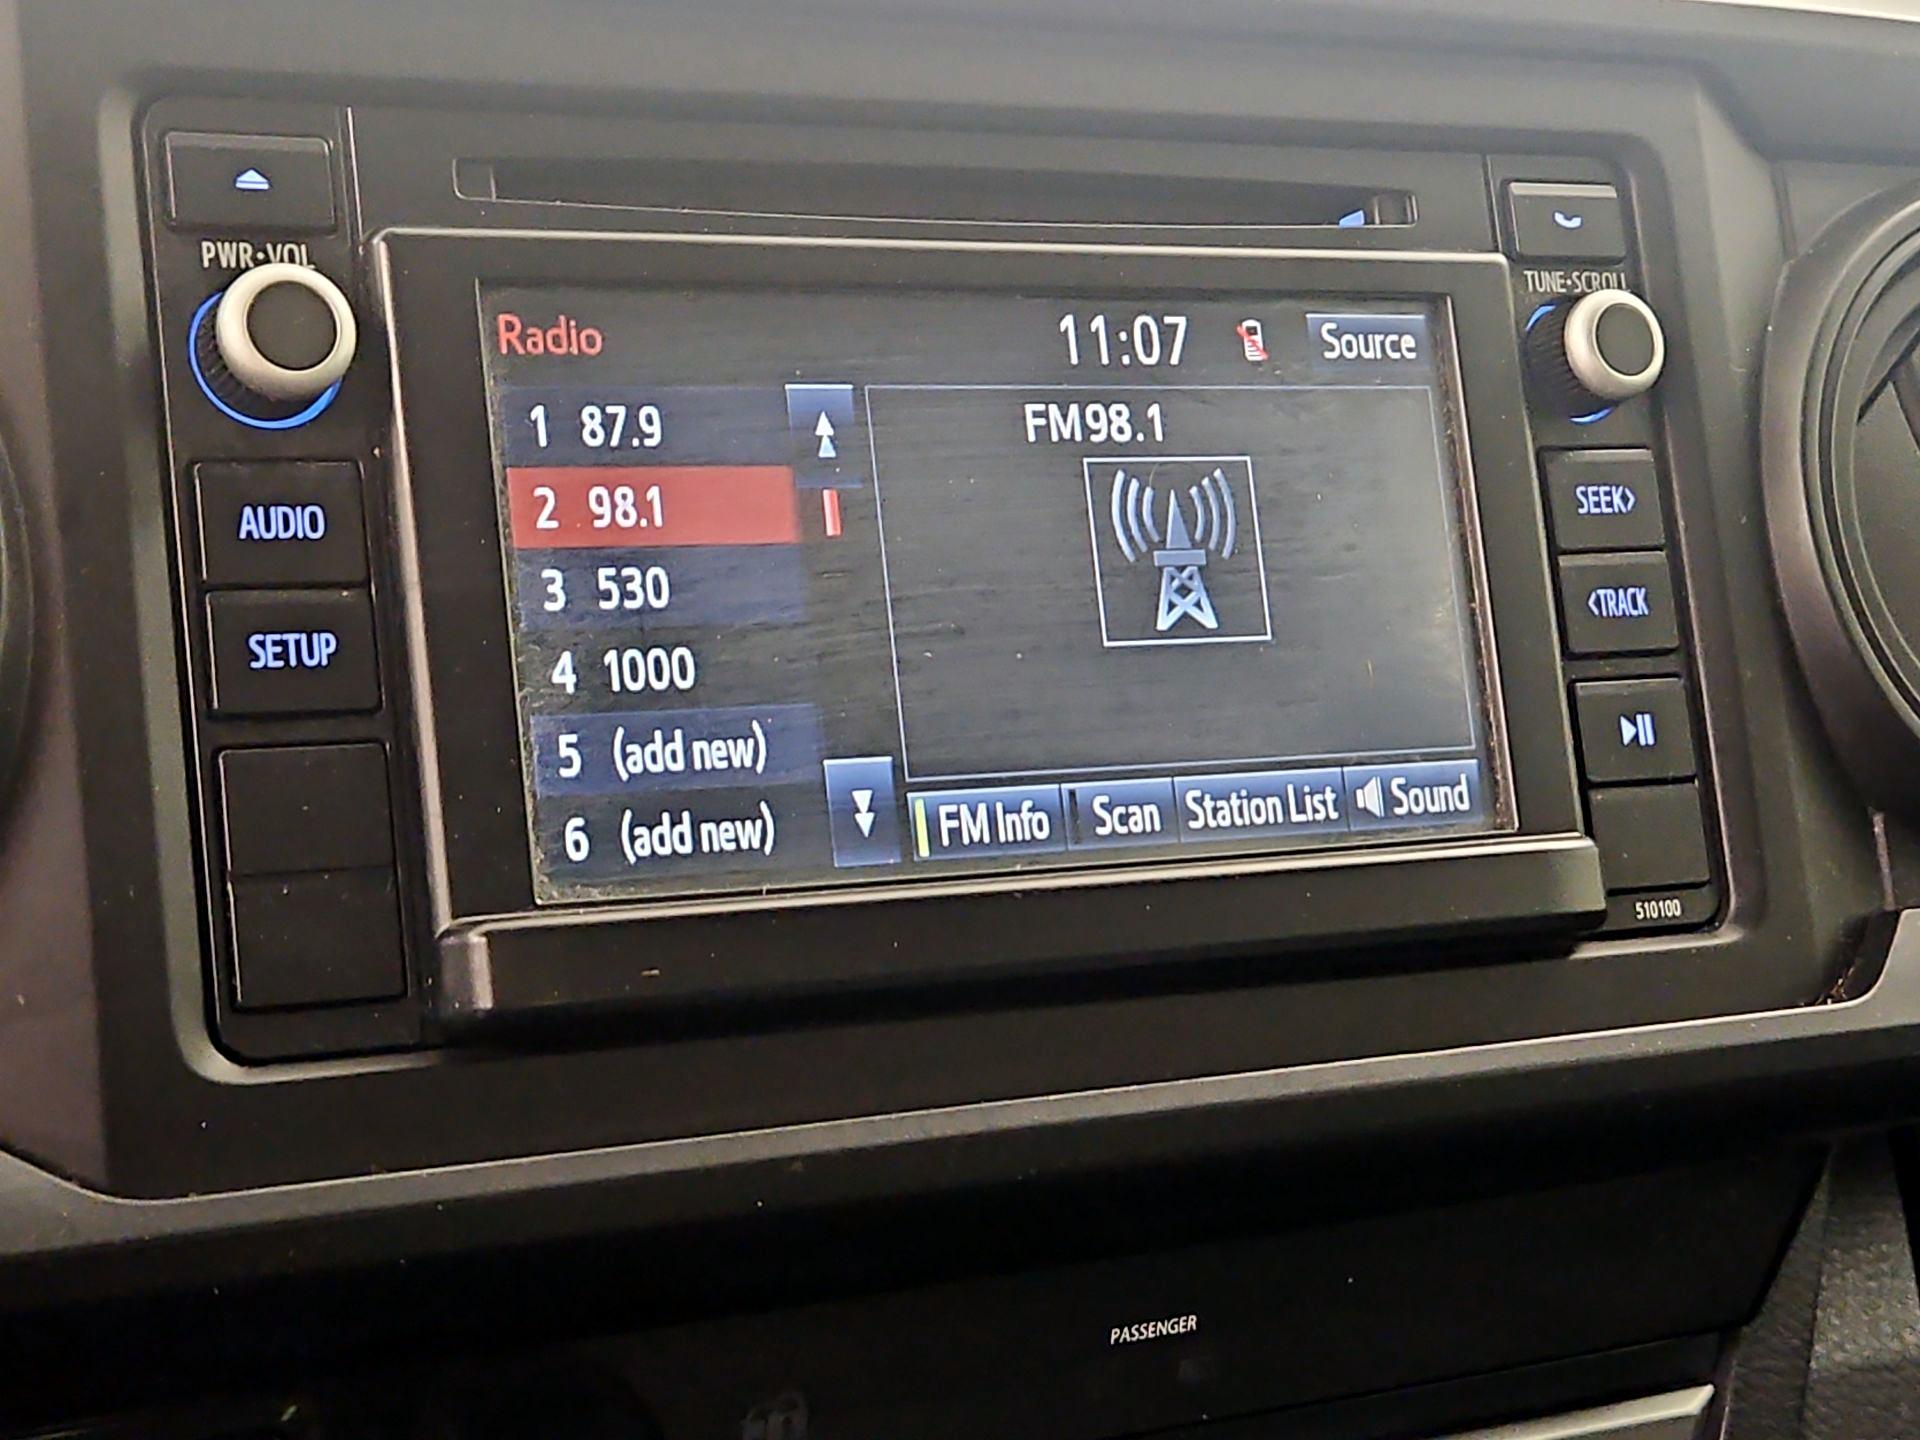 PWR•VOL
TUNE•SCROLL
Radio
11:07
Source
1 87.9
2 98.1
3 530
4 1000
5 (add new)
6 (add new)
FM98.1
FM Info
Scan
Station List
Sound
AUDIO
SETUP
SEEK>
<TRACK
510100
PASSENGER